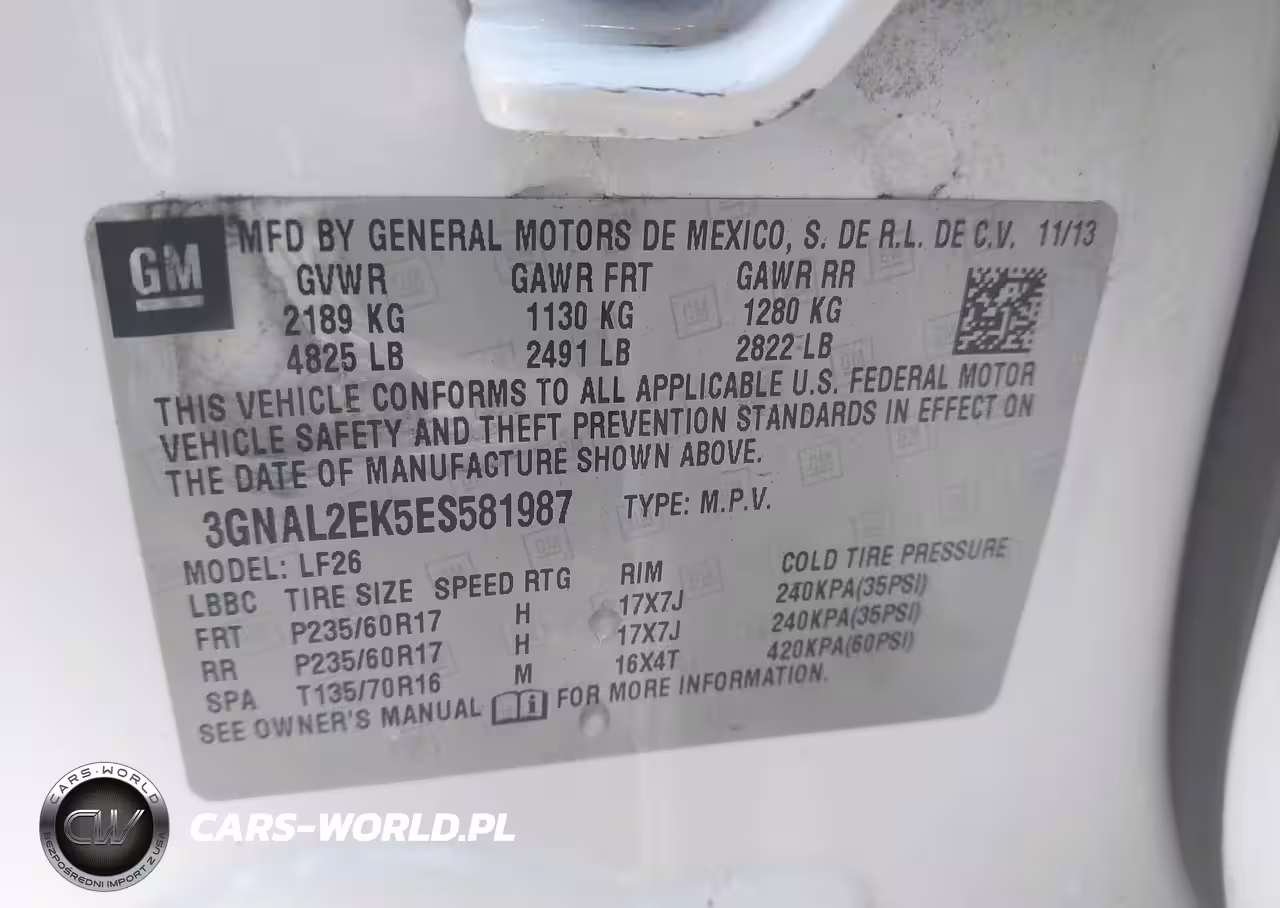 GM
MFD BY GENERAL MOTORS DE MEXICO, S. DE R.L. DE C.V. 11/13
GVWR GAWR FRT GAWR RR
2189 KG 1130 KG 1280 KG
4825 LB 2491 LB 2822 LB
THIS VEHICLE CONFORMS TO ALL APPLICABLE U.S. FEDERAL MOTOR
VEHICLE SAFETY AND THEFT PREVENTION STANDARDS IN EFFECT ON
THE DATE OF MANUFACTURE SHOWN ABOVE.
3GNAL2EK5ES581987 TYPE: M.P.V.
MODEL: LF26
LBBC TIRE SIZE SPEED RTG RIM COLD TIRE PRESSURE
FRT P235/60R17 H 17X7J 240KPA(35PSI)
RR P235/60R17 H 17X7J 240KPA(35PSI)
SPA T135/70R16 M 16X4T 420KPA(60PSI)
SEE OWNER'S MANUAL FOR MORE INFORMATION.
CARS-WORLD
CW
BEZPOŚREDNI IMPORT Z USA
CARS-WORLD.PL